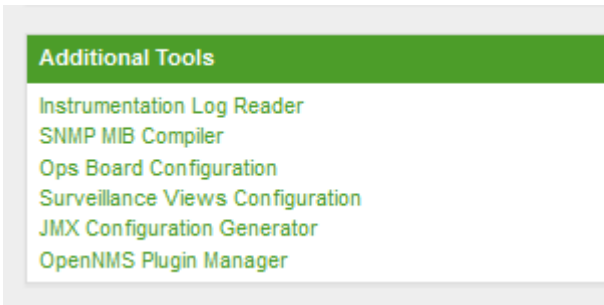 Additional Tools
Instrumentation Log Reader
SNMP MIB Compiler
Ops Board Configuration
Surveillance Views Configuration
JMX Configuration Generator
OpenNMS Plugin Manager